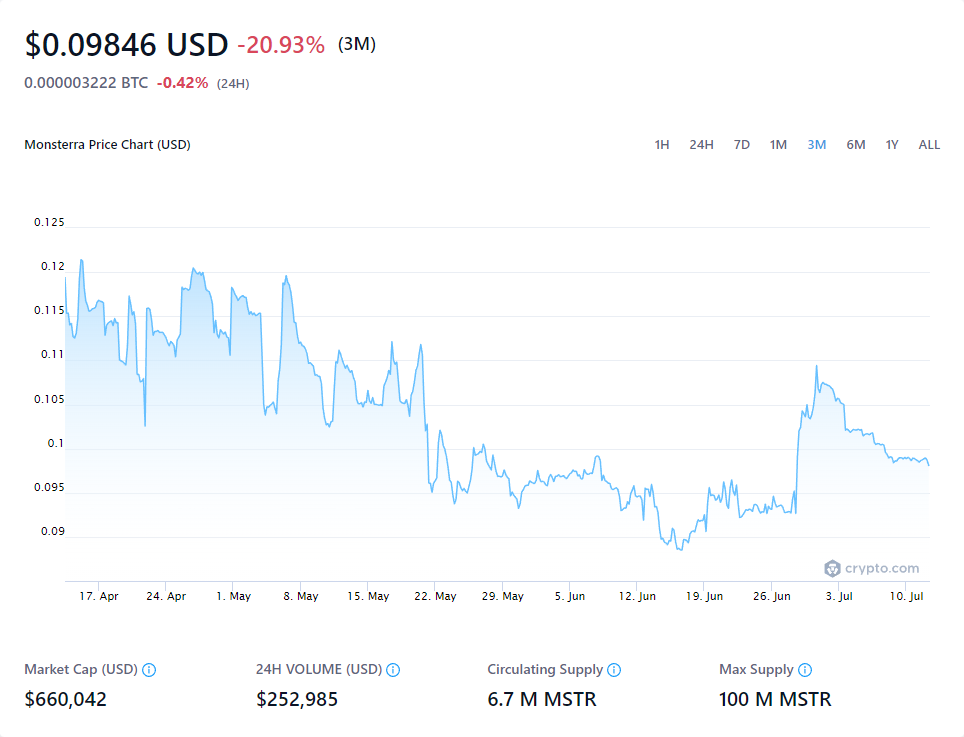 $0.09846 USD -20.93% (3M)
0.000003222 BTC -0.42% (24H)
Monsterra Price Chart (USD) 1H 24H 7D 1M 3M 6M 1Y ALL
0.125
0.12
0.115
0.11
0.105
0.1
0.095
0.09
crypto.com
17. Apr 24. Apr 1. May 8. May 15. May 22. May 29. May 5. Jun 12. Jun 19. Jun 26. Jun 3. Jul 10. Jul
Market Cap (USD) 24H VOLUME (USD) Circulating Supply Max Supply
$660,042 $252,985 6.7 M MSTR 100 M MSTR